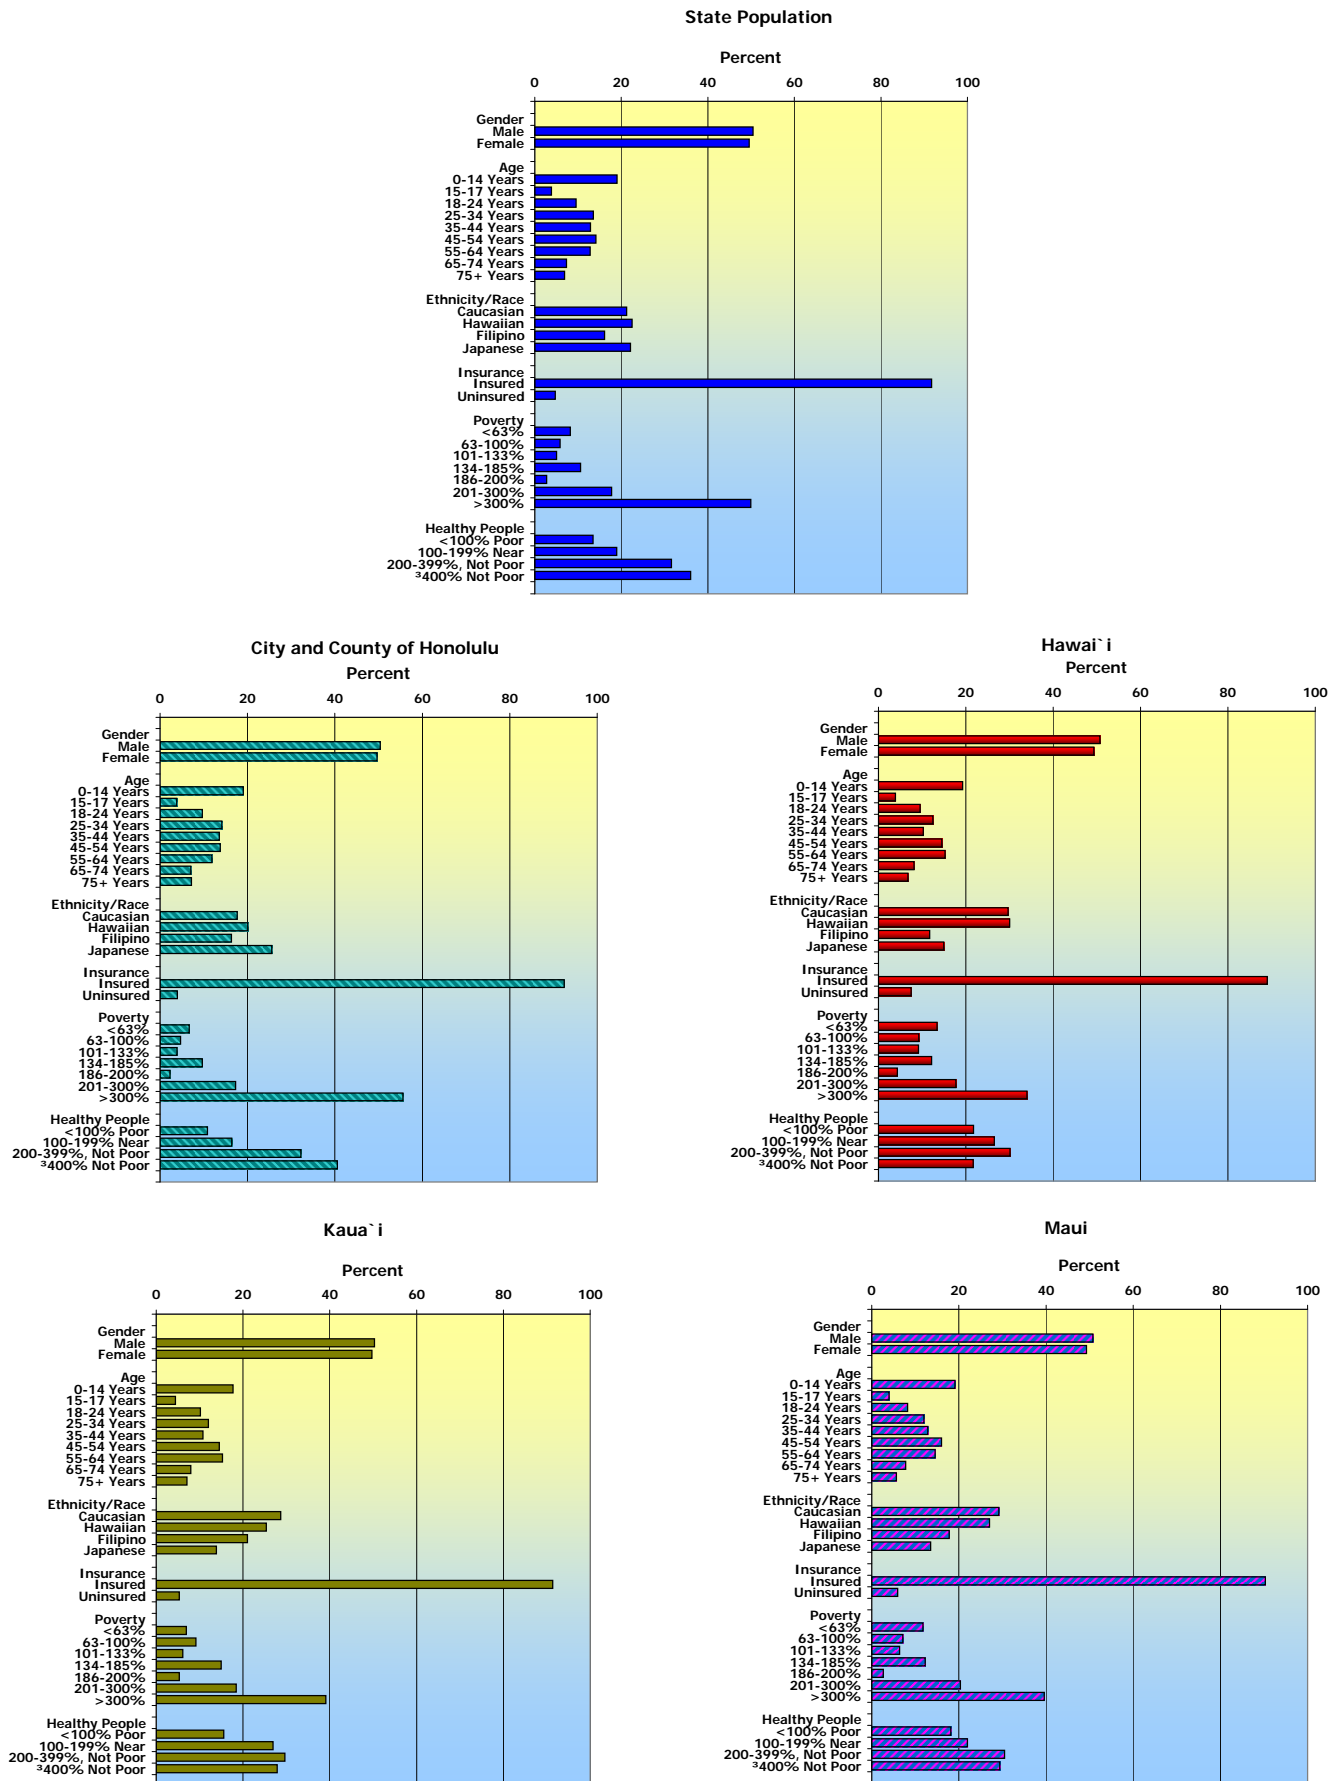 State Population
Percent
0 20 40 60 80 100
Gender
Male
Female
Age
0-14 Years
15-17 Years
18-24 Years
25-34 Years
35-44 Years
45-54 Years
55-64 Years
65-74 Years
75+ Years
Ethnicity/Race
Caucasian
Hawaiian
Filipino
Japanese
Insurance
Insured
Uninsured
Poverty
<63%
63-100%
101-133%
134-185%
186-200%
201-300%
>300%
Healthy People
<100% Poor
100-199% Near
200-399%, Not Poor
³400% Not Poor
City and County of Honolulu
Percent
0 20 40 60 80 100
Gender
Male
Female
Age
0-14 Years
15-17 Years
18-24 Years
25-34 Years
35-44 Years
45-54 Years
55-64 Years
65-74 Years
75+ Years
Ethnicity/Race
Caucasian
Hawaiian
Filipino
Japanese
Insurance
Insured
Uninsured
Poverty
<63%
63-100%
101-133%
134-185%
186-200%
201-300%
>300%
Healthy People
<100% Poor
100-199% Near
200-399%, Not Poor
³400% Not Poor
Hawai`i
Percent
0 20 40 60 80 100
Gender
Male
Female
Age
0-14 Years
15-17 Years
18-24 Years
25-34 Years
35-44 Years
45-54 Years
55-64 Years
65-74 Years
75+ Years
Ethnicity/Race
Caucasian
Hawaiian
Filipino
Japanese
Insurance
Insured
Uninsured
Poverty
<63%
63-100%
101-133%
134-185%
186-200%
201-300%
>300%
Healthy People
<100% Poor
100-199% Near
200-399%, Not Poor
³400% Not Poor
Kaua`i
Percent
0 20 40 60 80 100
Gender
Male
Female
Age
0-14 Years
15-17 Years
18-24 Years
25-34 Years
35-44 Years
45-54 Years
55-64 Years
65-74 Years
75+ Years
Ethnicity/Race
Caucasian
Hawaiian
Filipino
Japanese
Insurance
Insured
Uninsured
Poverty
<63%
63-100%
101-133%
134-185%
186-200%
201-300%
>300%
Healthy People
<100% Poor
100-199% Near
200-399%, Not Poor
³400% Not Poor
Maui
Percent
0 20 40 60 80 100
Gender
Male
Female
Age
0-14 Years
15-17 Years
18-24 Years
25-34 Years
35-44 Years
45-54 Years
55-64 Years
65-74 Years
75+ Years
Ethnicity/Race
Caucasian
Hawaiian
Filipino
Japanese
Insurance
Insured
Uninsured
Poverty
<63%
63-100%
101-133%
134-185%
186-200%
201-300%
>300%
Healthy People
<100% Poor
100-199% Near
200-399%, Not Poor
³400% Not Poor